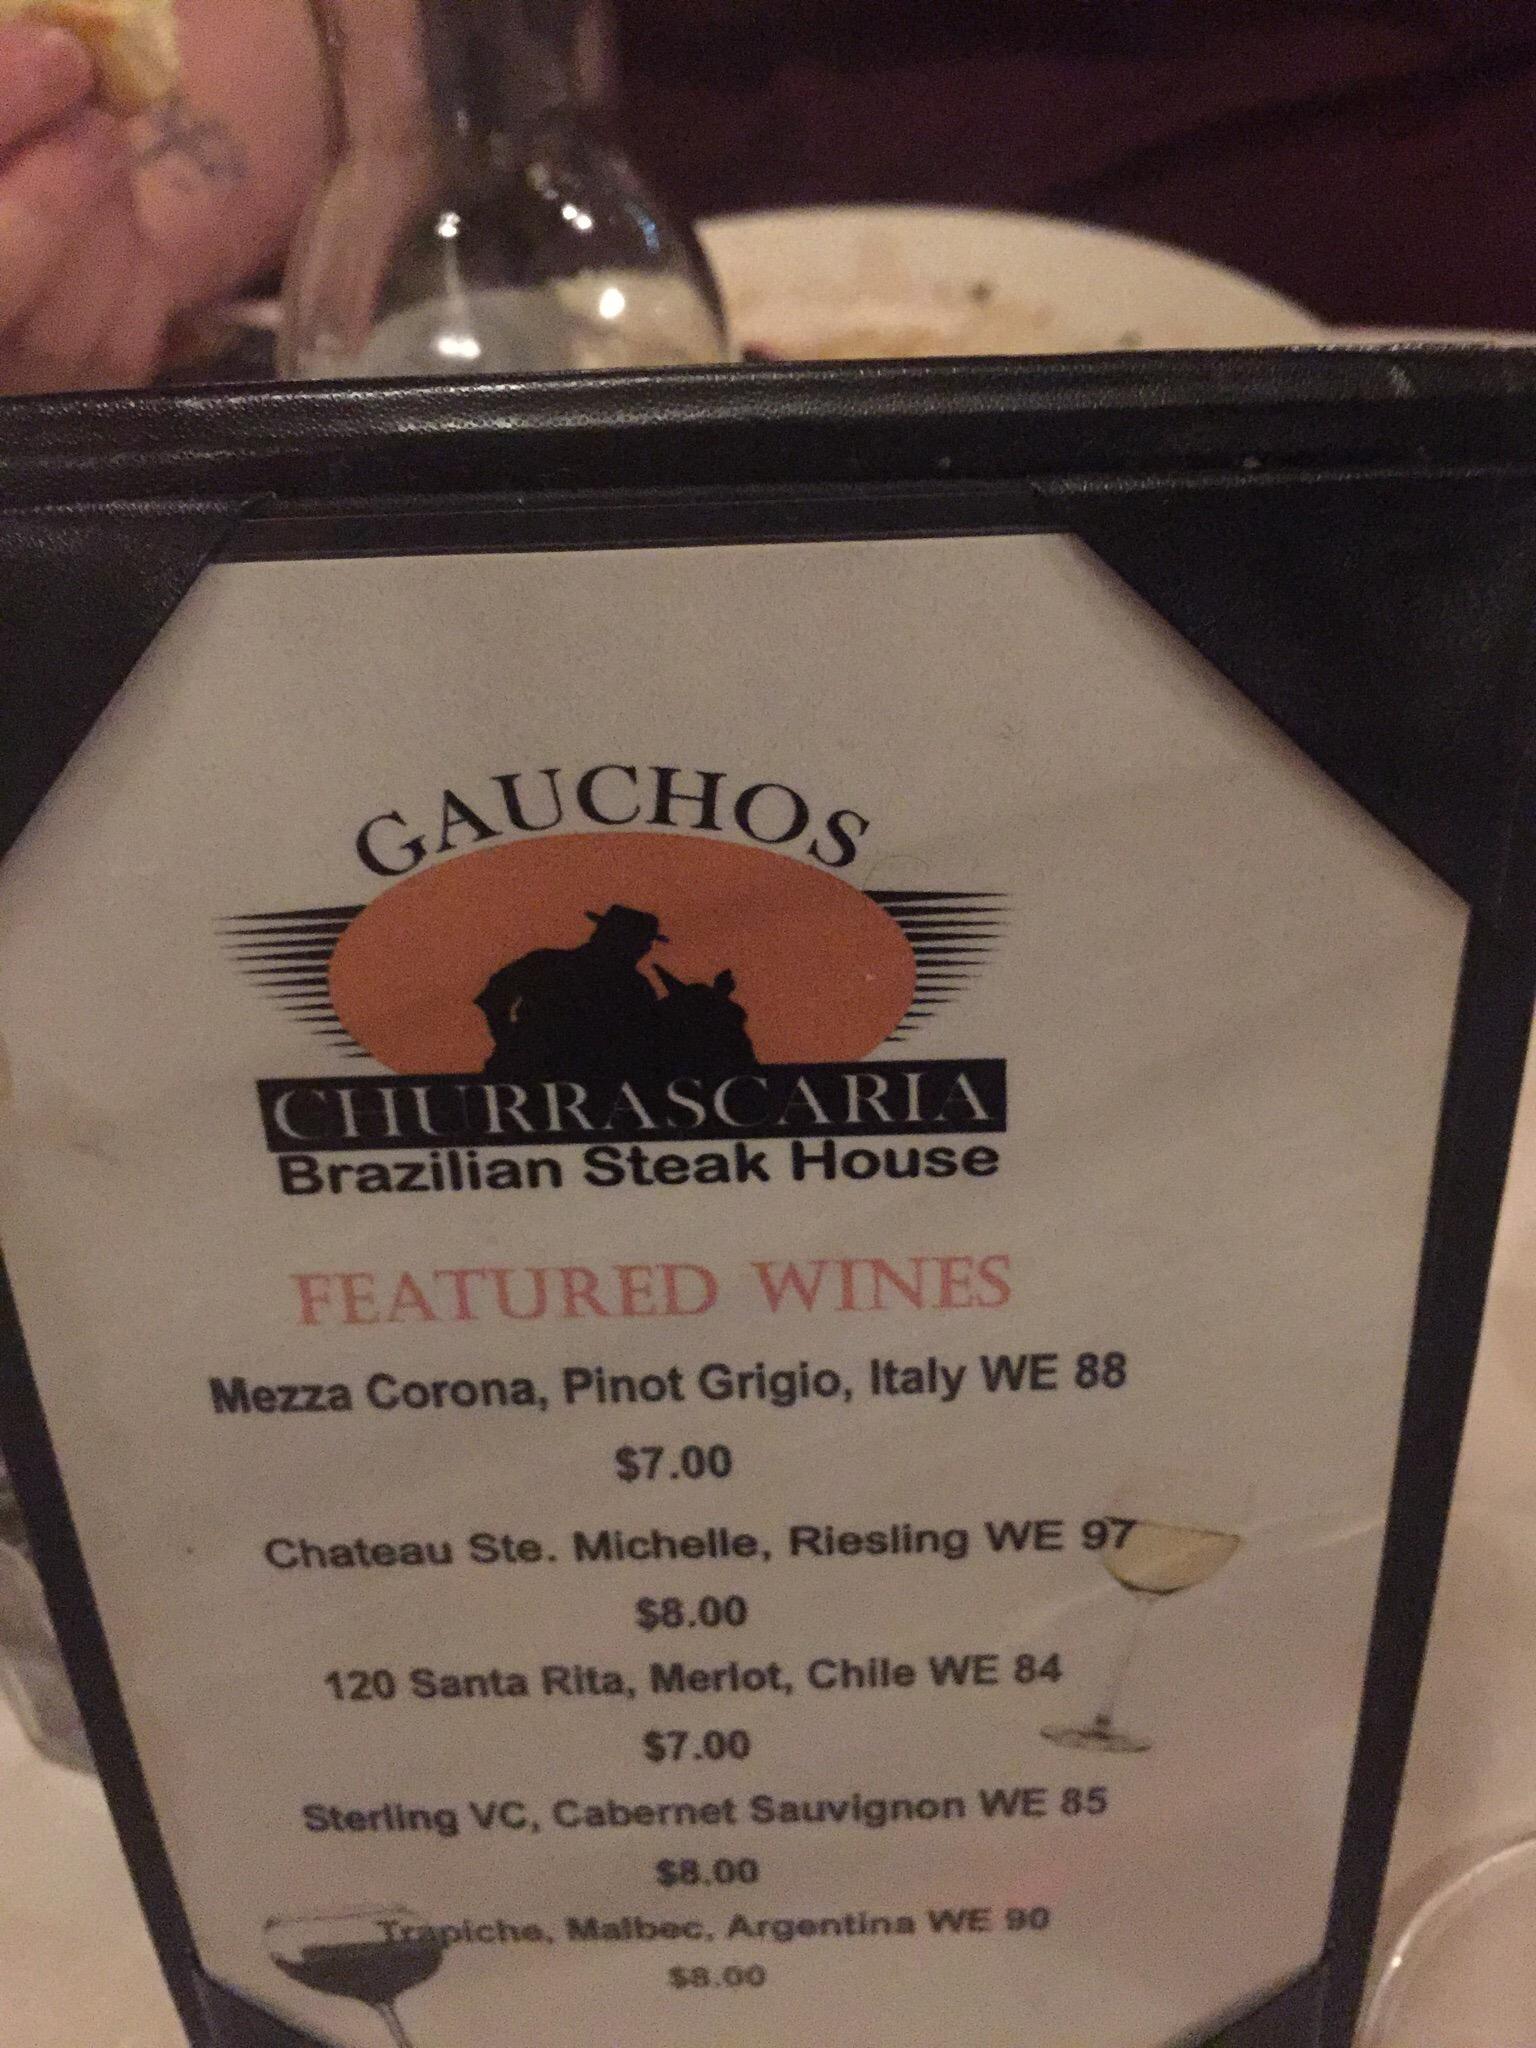 GAUCHOS
CHURRASCARIA
Brazilian Steak House
FEATURED WINES
Mezza Corona, Pinot Grigio, Italy WE 88
$7.00
Chateau Ste. Michelle, Riesling WE 97
$8.00
120 Santa Rita, Merlot, Chile WE 84
$7.00
Sterling VC, Cabernet Sauvignon WE 85
$8.00
Trapiche, Malbec, Argentina WE 90
$8.00